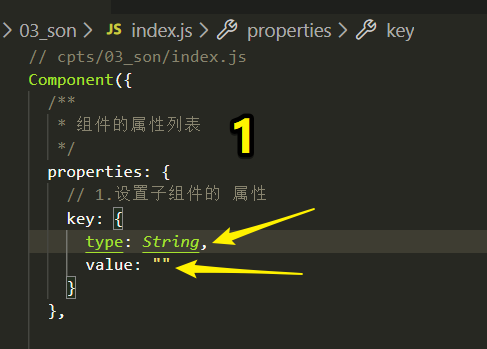 03_son > JS index.js > properties > key
// cpts/03_son/index.js
Component({
/**
* 组件的属性列表
*/
1
properties: {
// 1.设置子组件的 属性
key: {
type: String,
value: ""
}
},